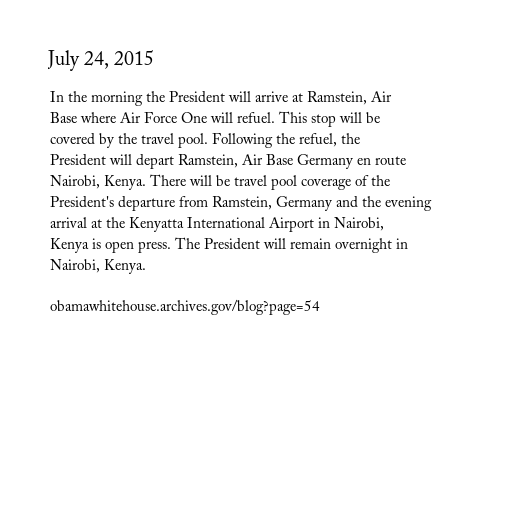 July 24, 2015
In the morning the President will arrive at Ramstein, Air
Base where Air Force One will refuel. This stop will be
covered by the travel pool. Following the refuel, the
President will depart Ramstein, Air Base Germany en route
Nairobi, Kenya. There will be travel pool coverage of the
President's departure from Ramstein, Germany and the evening
arrival at the Kenyatta International Airport in Nairobi,
Kenya is open press. The President will remain overnight in
Nairobi, Kenya.
obamawhitehouse.archives.gov/blog?page=54